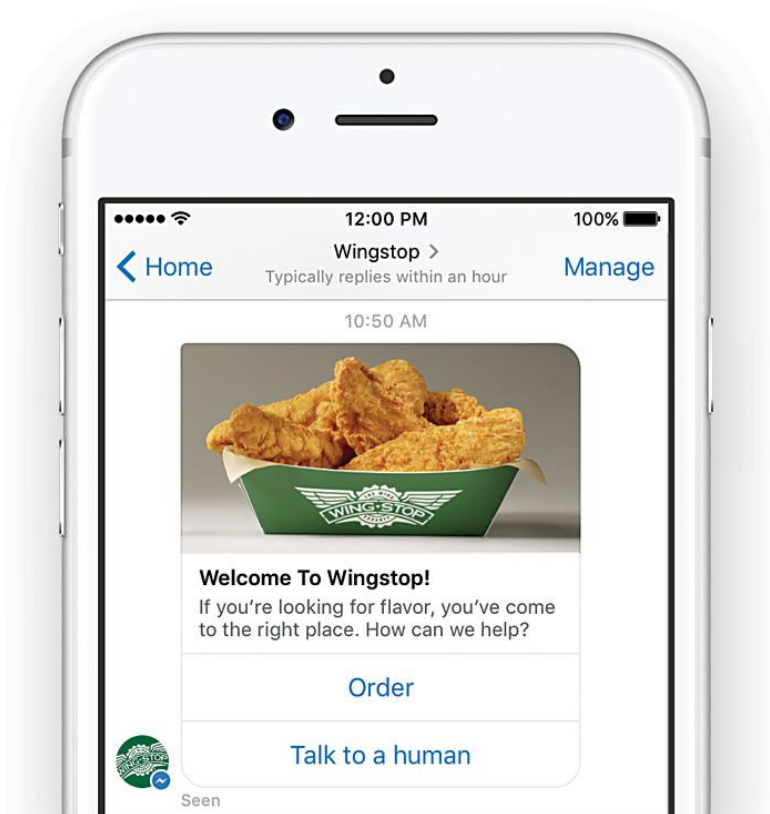 12:00 PM
100%
Home
Wingstop
Manage
Typically replies within an hour
10:50 AM
WING·STOP
Welcome To Wingstop!
If you’re looking for flavor, you’ve come
to the right place. How can we help?
Order
Talk to a human
WING·STOP
Seen